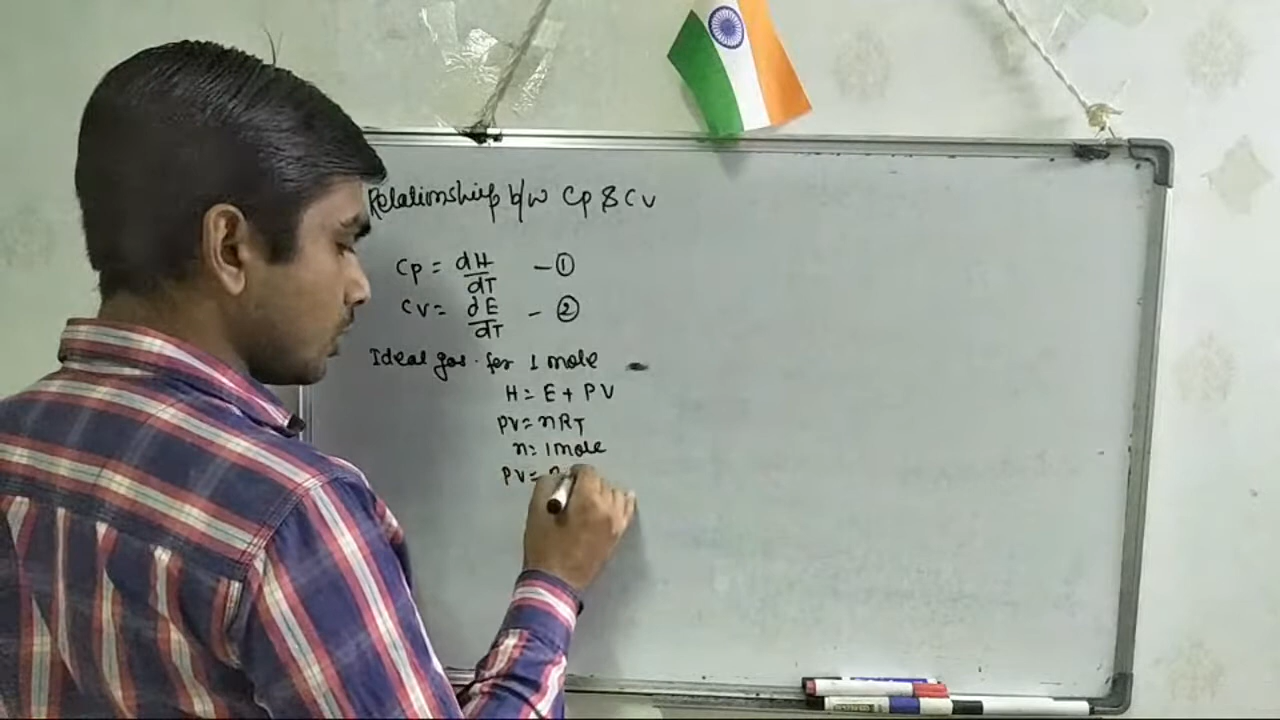 Relationship b/w Cp & Cv
Cp = dH/dT - ①
Cv = dE/dT - ②
Ideal gas for 1 mole -
H = E + PV
PV = nRT
n = 1 mole
PV =